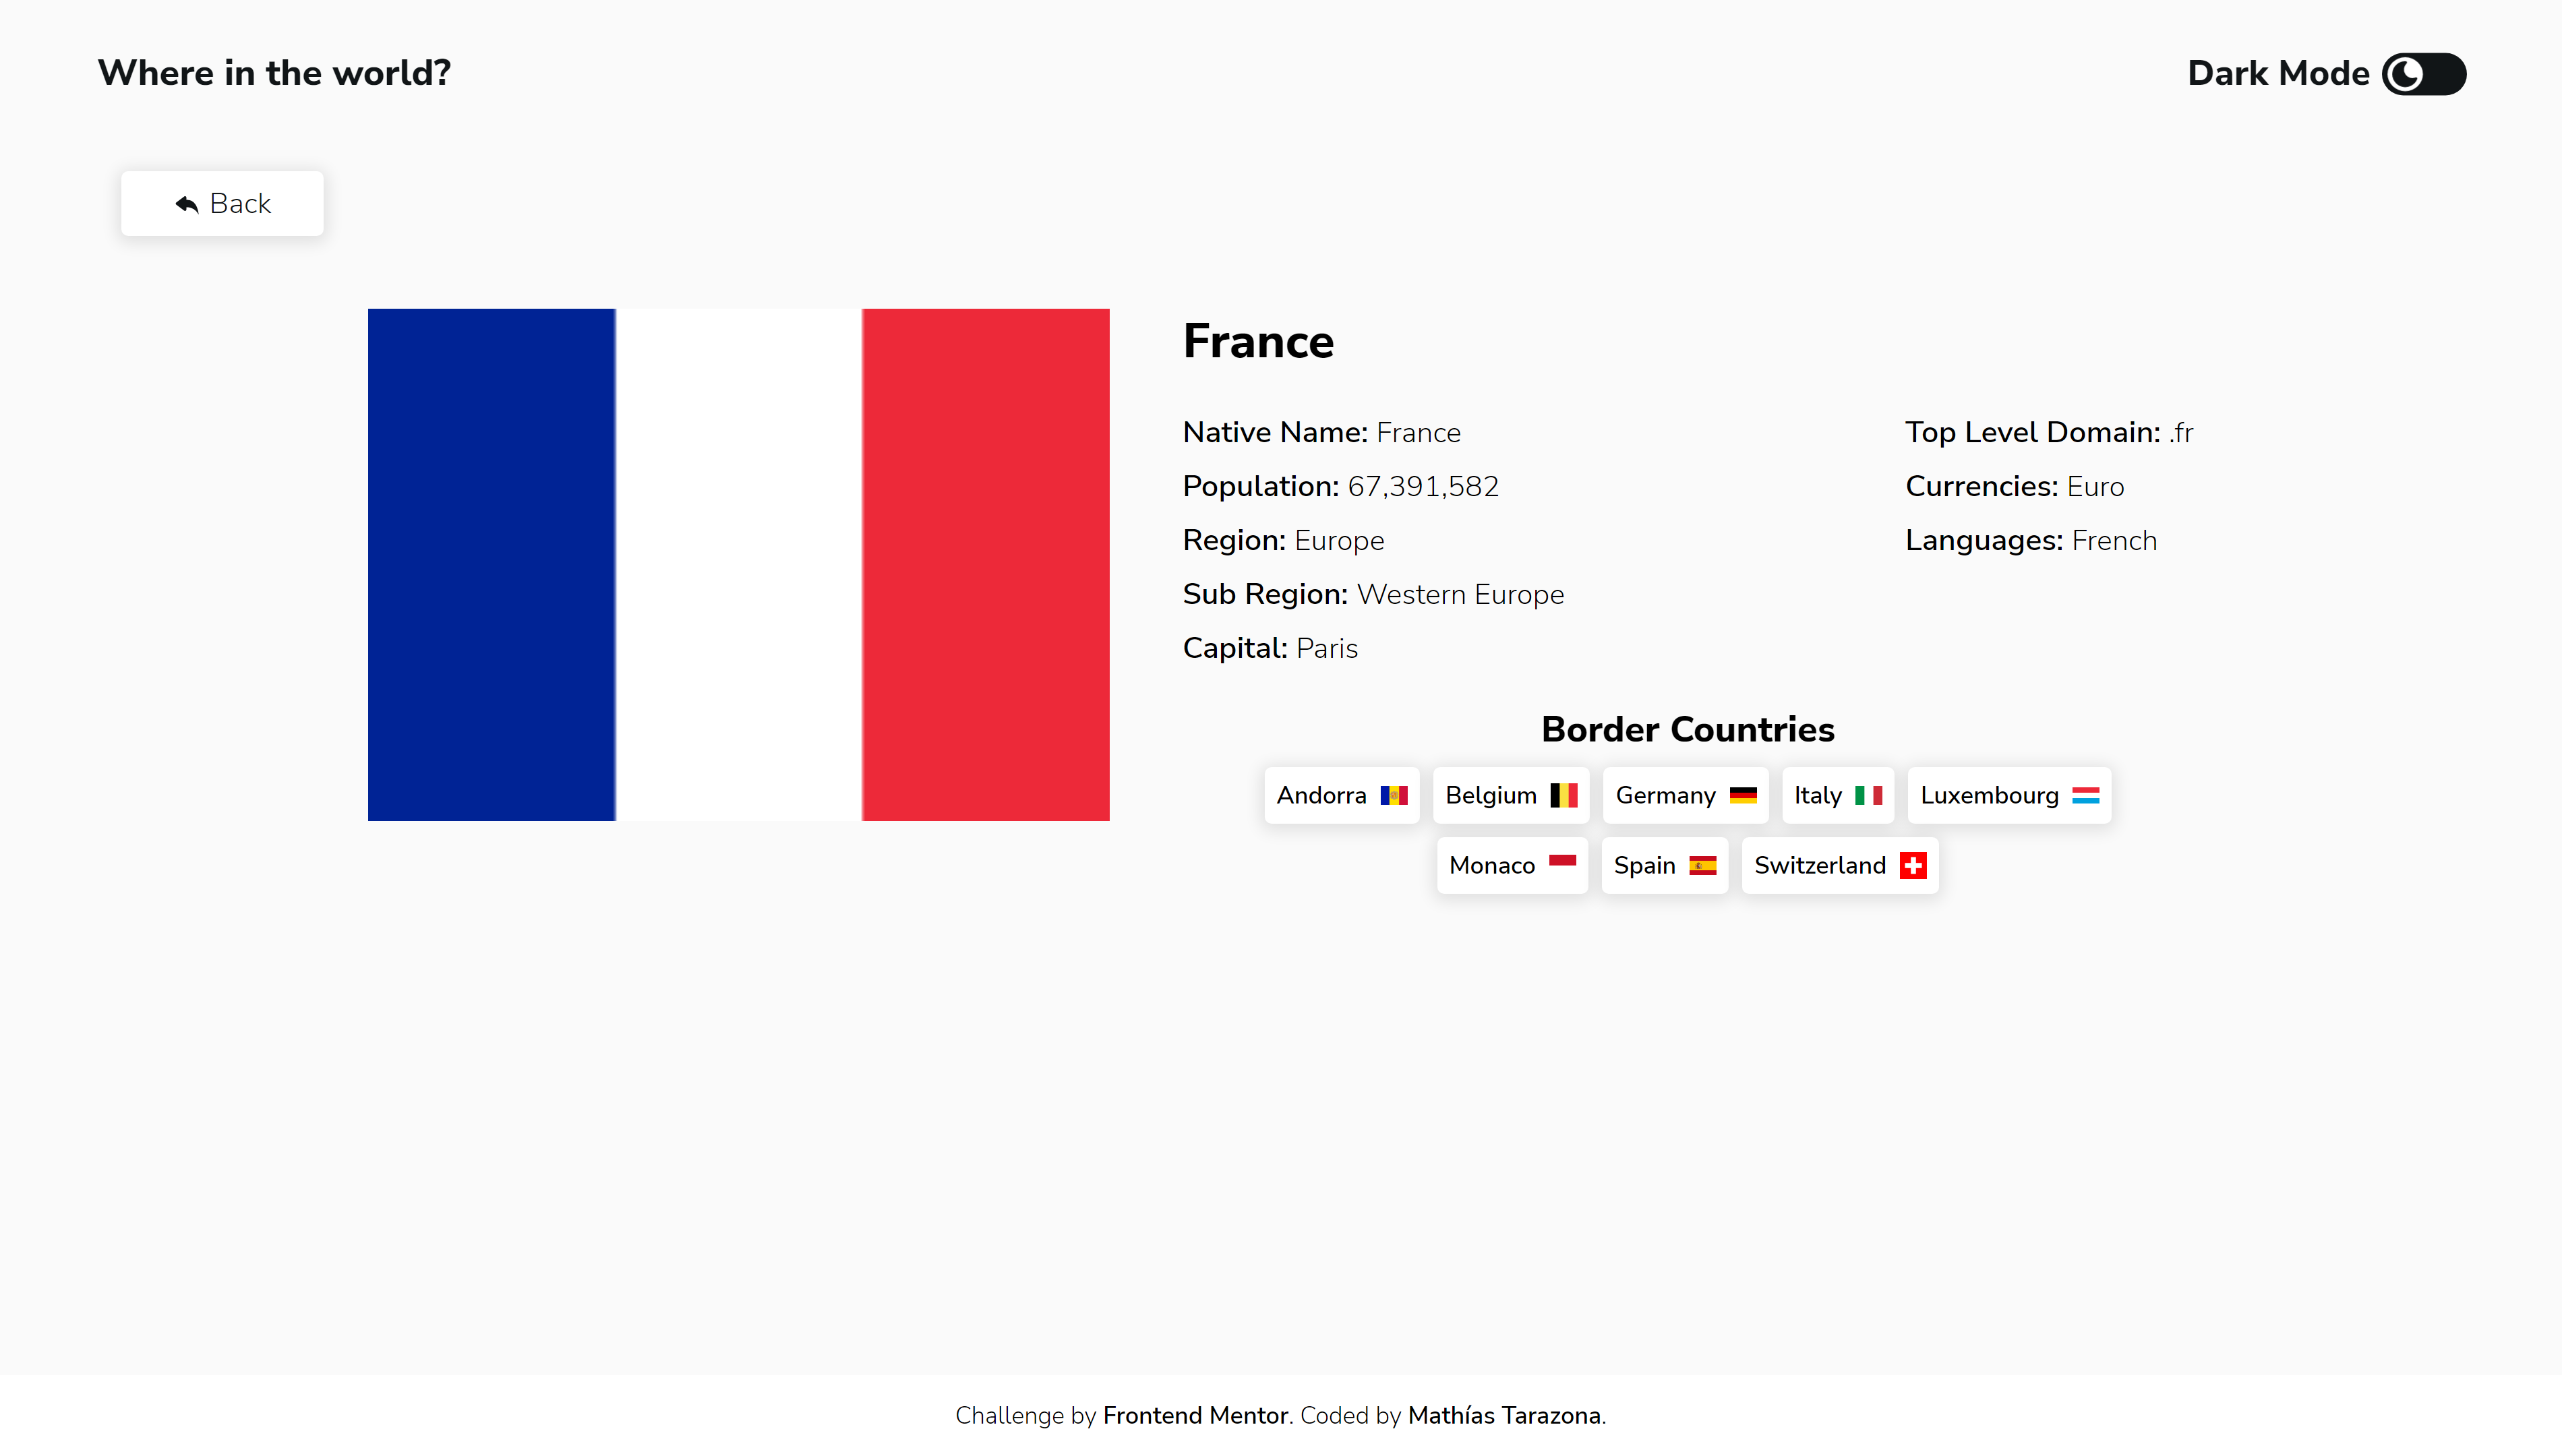 Where in the world?
Dark Mode
Back
France
Native Name: France
Population: 67,391,582
Region: Europe
Sub Region: Western Europe
Capital: Paris
Top Level Domain: .fr
Currencies: Euro
Languages: French
Border Countries
Andorra Belgium Germany Italy Luxembourg
Monaco Spain Switzerland
Challenge by Frontend Mentor. Coded by Mathías Tarazona.